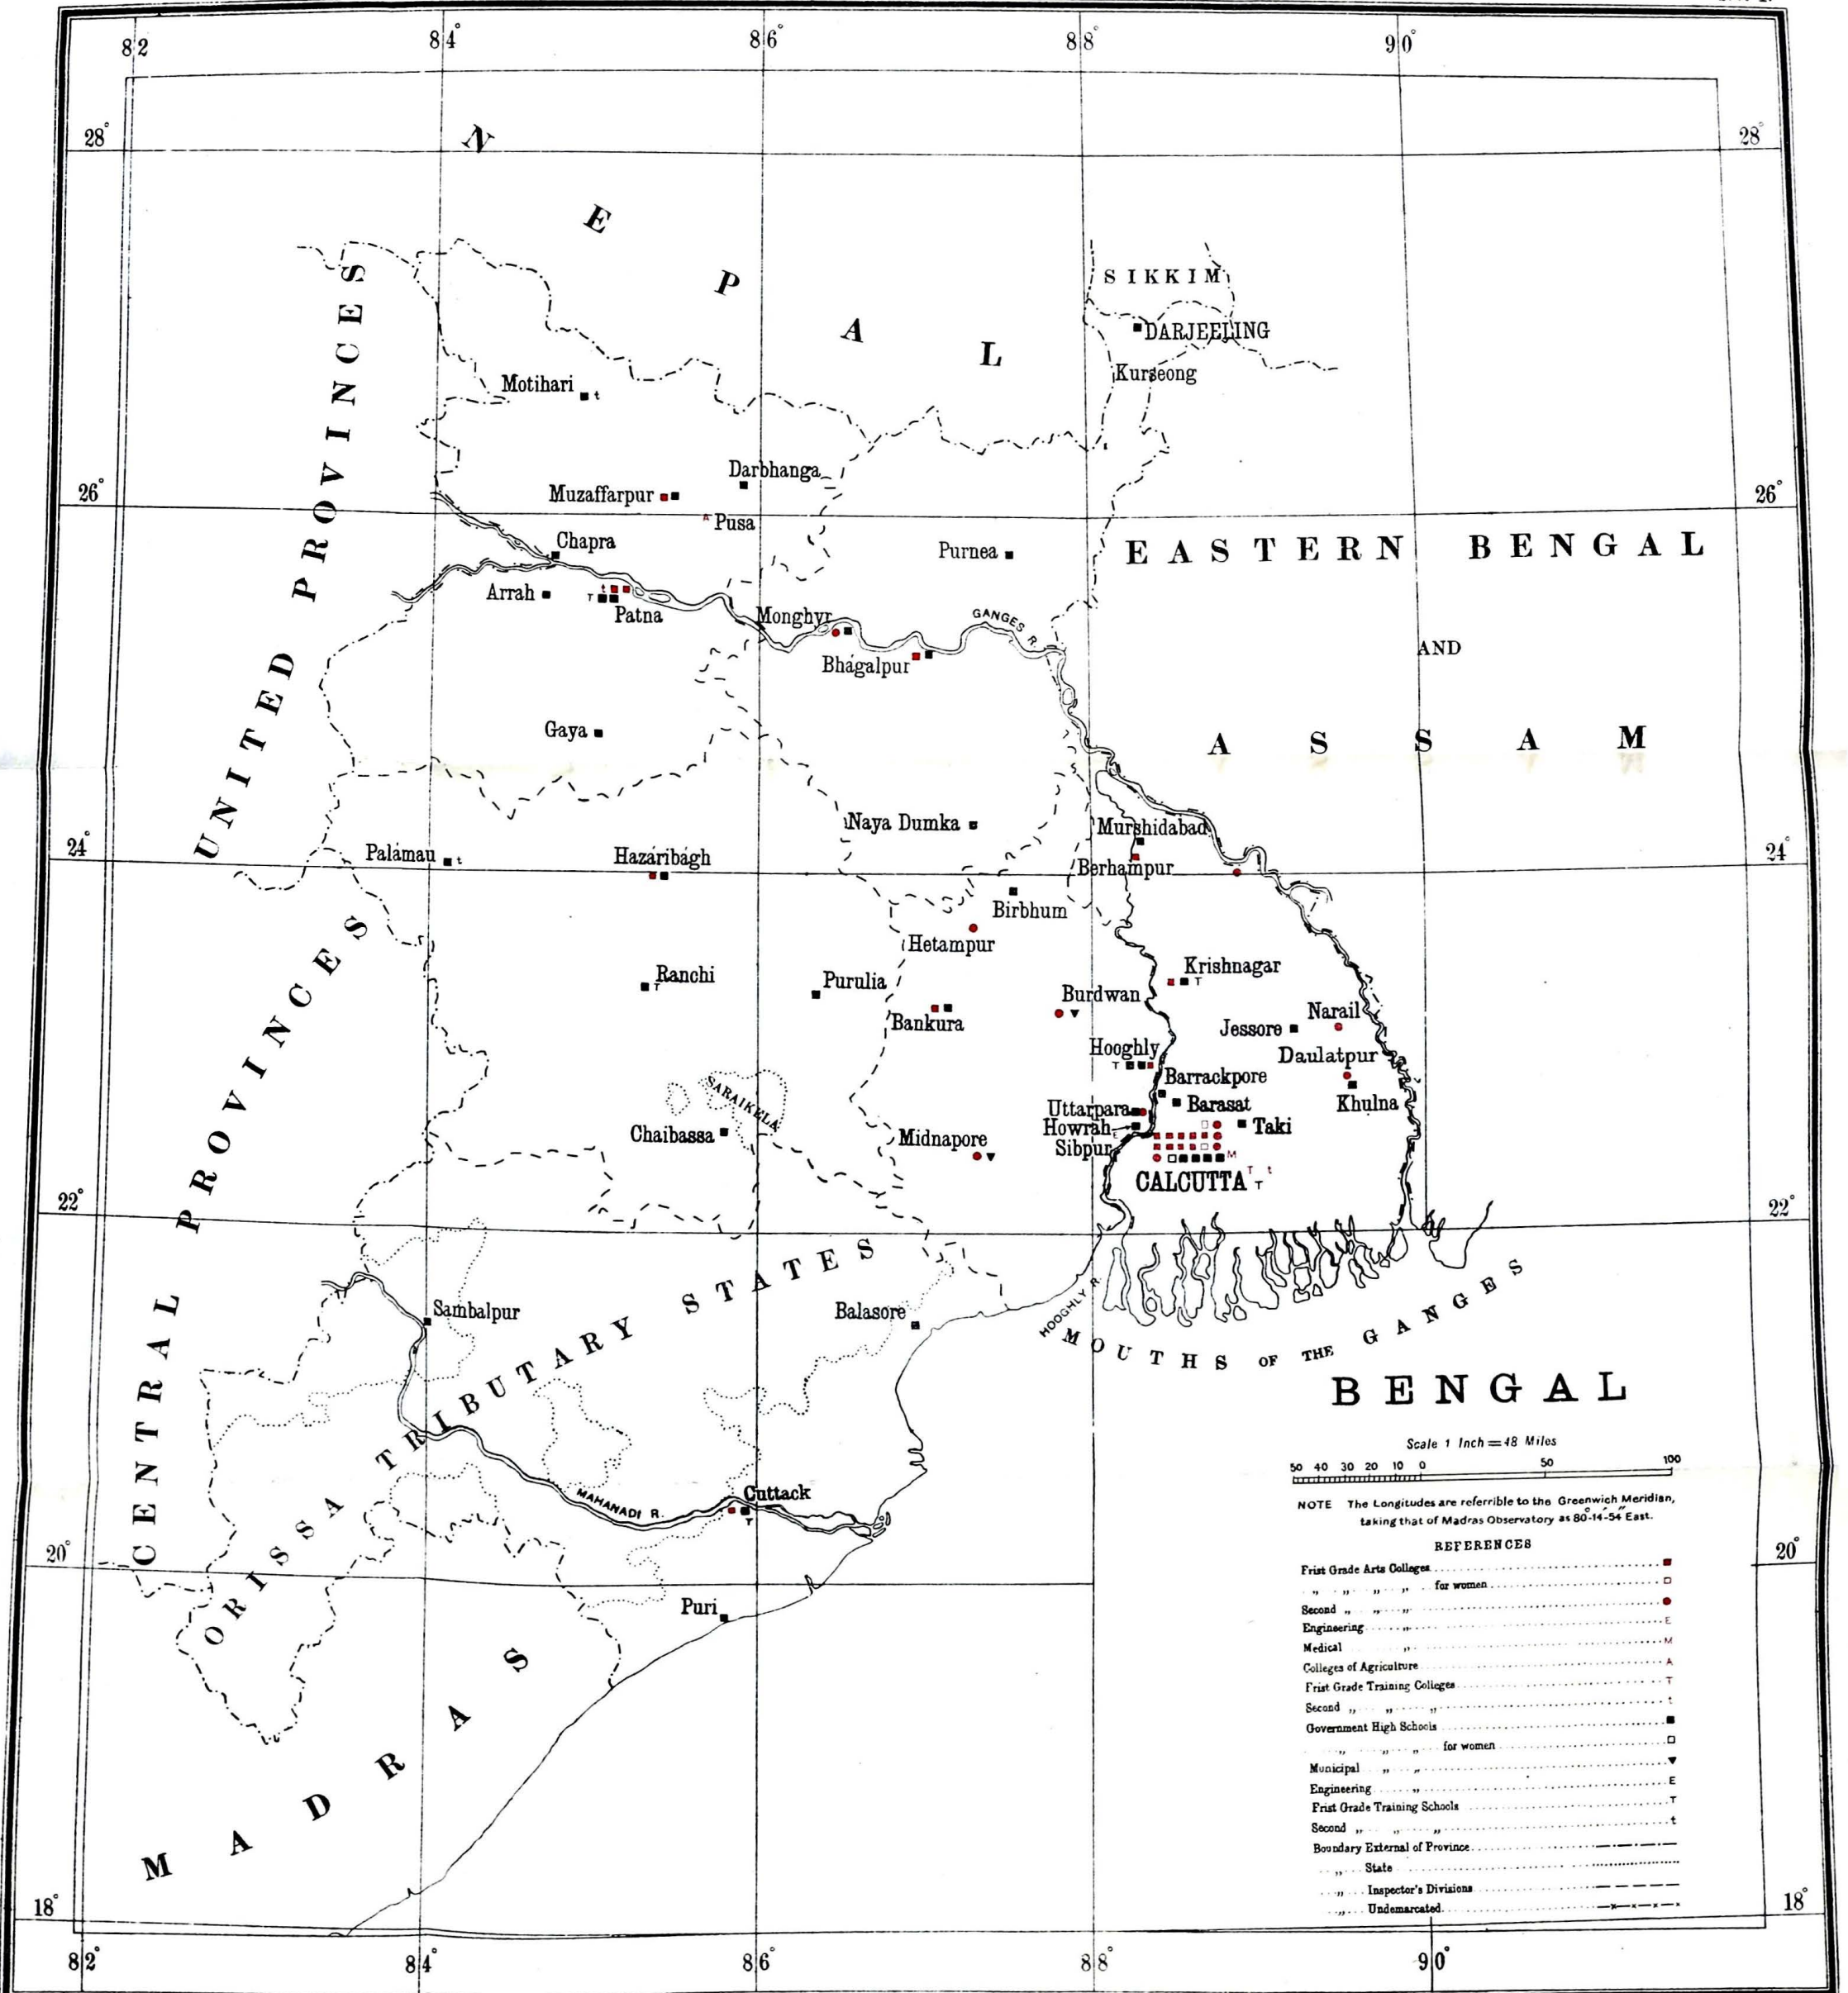 82° 84° 86° 88° 90°
28° 28°
N E P A L
SIKKIM
DARJEELING
Kurseong
Motihari t
UNITED PROVINCES
Darbhanga
Muzaffarpur
26° 26°
A Pusa
Chapra
Purnea
EASTERN BENGAL
Arrah
t
T
Patna
Monghyr
GANGES R.
Bhágalpur
AND
Gaya
ASSAM
Naya Dumka
Murshidabad
24° 24°
Palámau t
Hazáribágh
Berhampur
Birbhum
Hetampur
CENTRAL PROVINCES
Ranchi
T
Purulia
Krishnagar
T
Burdwan
Bankura
Narail
Jessore
Hooghly
T
Daulatpur
Barrackpore
SARAIKELA
Uttarpara
Barasat
Khulna
Howrah
E
Taki
Chaibassa
Midnapore
Sibpur
M
CALCUTTA
T t
T
22° 22°
ORISSA TRIBUTARY STATES
HOOGHLY R.
MOUTHS OF THE GANGES
Sambalpur
Balasore
BENGAL
Scale 1 Inch = 48 Miles
50 40 30 20 10 0 50 100
MAHANADI R.
Cuttack
T
NOTE The Longitudes are referrible to the Greenwich Meridian,
taking that of Madras Observatory as 80°-14'-54" East.
20° 20°
REFERENCES
Frist Grade Arts Colleges
„ „ „ „ for women
Second „ „ „
Engineering „ E
Medical „ M
Colleges of Agriculture A
Frist Grade Training Colleges T
Second „ „ „ t
Government High Schools
„ „ „ for women
Municipal „ „
Engineering „ E
Frist Grade Training Schools T
Second „ „ „ t
Boundary External of Province
„ State
„ Inspector's Divisions
„ Undemarcated
Puri
MADRAS
18° 18°
82° 84° 86° 88° 90°